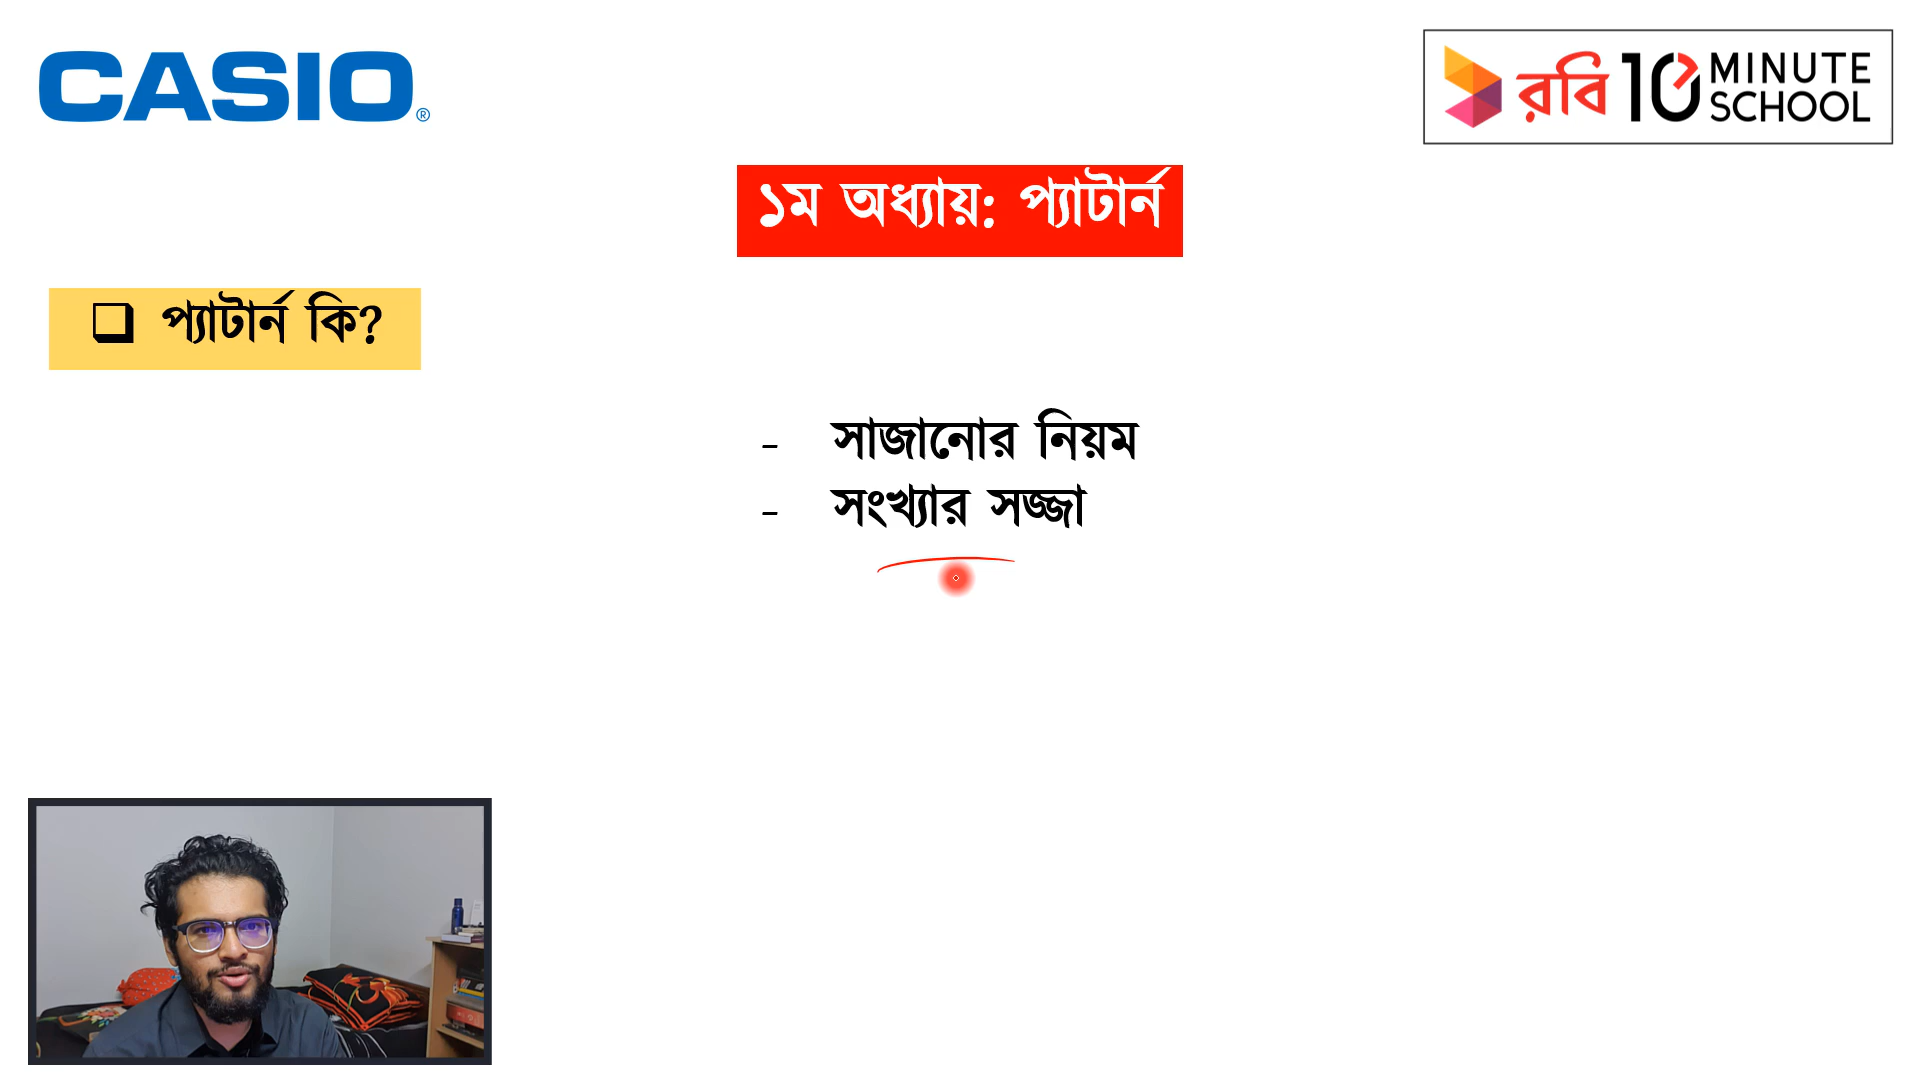 CASIO®
রবি 10 MINUTE SCHOOL
১ম অধ্যায়: প্যাটার্ন
❑ প্যাটার্ন কি?
- সাজানোর নিয়ম
- সংখ্যার সজ্জা